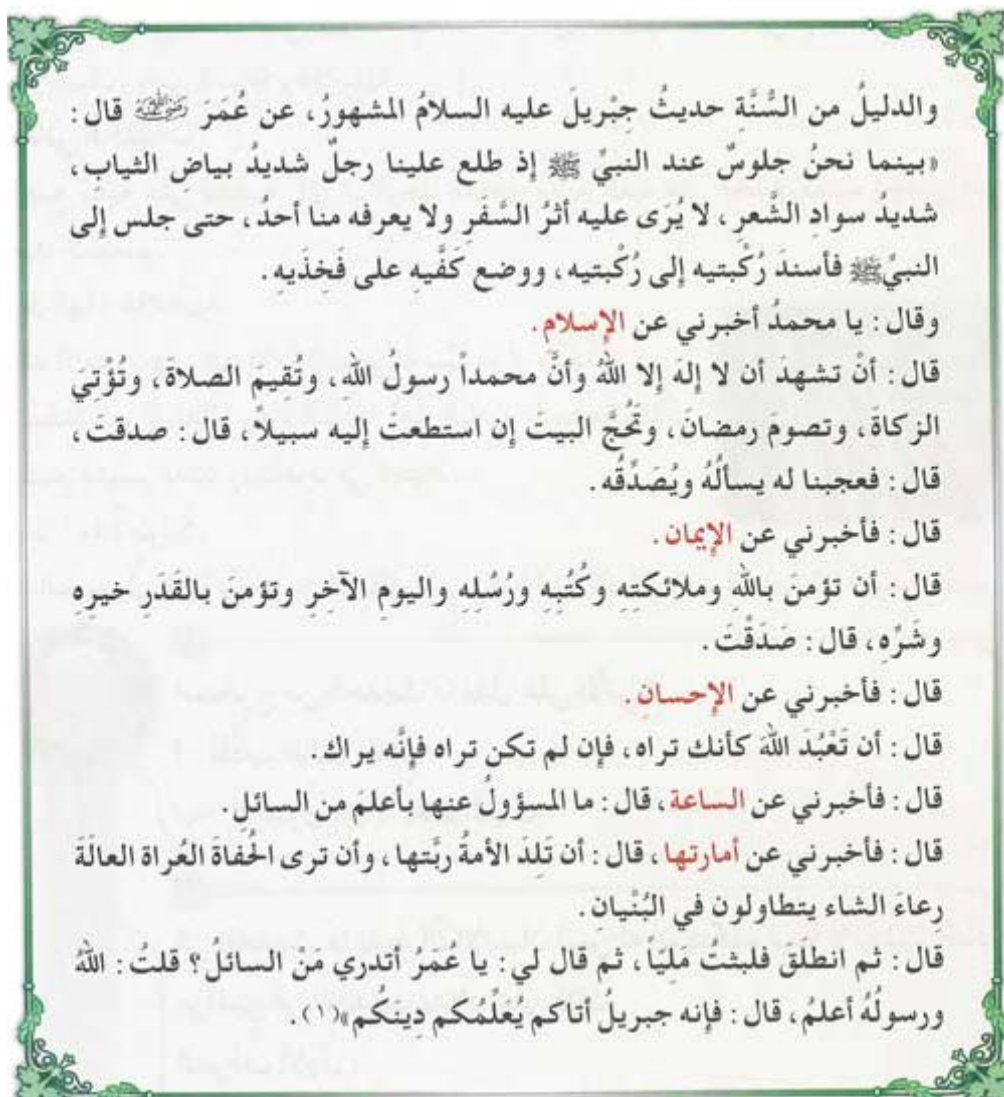 والدليلُ من السُّنَّةِ حديثُ جِبْريلَ عليه السلامُ المشهورُ، عن عُمَرَ رضي الله عنه قال:
«بينما نحنُ جلوسٌ عند النبيِّ ﷺ إذ طلع علينا رجلٌ شديدُ بياض الثياب،
شديدُ سوادِ الشَّعرِ، لا يُرَى عليه أثرُ السَّفَرِ ولا يعرفه منا أحدٌ، حتى جلس إلى
النبيِّ ﷺ فأسندَ رُكْبتيه إلى رُكْبتيه، ووضع كَفَّيهِ على فَخِذَيهِ.
وقال: يا محمدُ أخبرني عن الإسلام.
قال: أنْ تشهدَ أن لا إله إلا اللهُ وأنَّ محمداً رسولُ اللهِ، وتُقيمَ الصلاةَ، وتُؤتيَ
الزكاةَ، وتصومَ رمضانَ، وتَحُجَّ البيتَ إن استطعتَ إليه سبيلاً، قال: صدقتَ،
قال: فعجبنا له يسألُهُ ويُصَدِّقُه.
قال: فأخبرني عن الإيمان.
قال: أن تؤمنَ باللهِ وملائكتِه وكُتُبِه ورُسُلِهِ واليومِ الآخرِ وتؤمنَ بالقَدَرِ خيرِهِ
وشَرِّهِ، قال: صَدَقْتَ.
قال: فأخبرني عن الإحسانِ.
قال: أن تَعْبُدَ اللهَ كأنك تراه، فإن لم تكن تراه فإنَّه يراك.
قال: فأخبرني عن الساعة، قال: ما المسؤولُ عنها بأعلمَ من السائلِ.
قال: فأخبرني عن أمارتها، قال: أن تَلِدَ الأمةُ ربَّتها، وأن ترى الحُفاةَ العُراةَ العالَةَ
رِعاءَ الشاءِ يتطاولون في البُنْيانِ.
قال: ثم انطلقَ فلبثتُ مَلِيّا، ثم قال لي: يا عُمَرُ أتدري مَنْ السائلُ؟ قلتُ: اللهُ
ورسولُهُ أعلمُ، قال: فإنه جبريلُ أتاكم يُعَلِّمُكم دِينَكُم»(١).